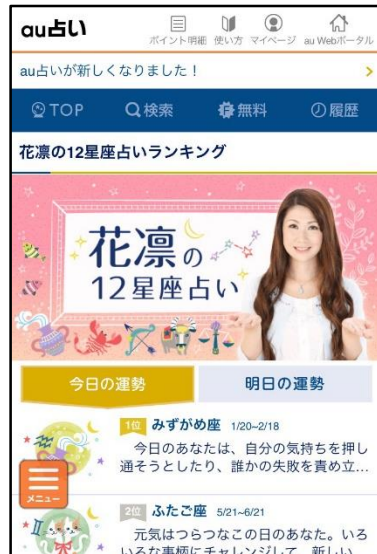 au占い
ポイント明細 使い方 マイページ au Webポータル
au占いが新しくなりました！
TOP 検索 無料 履歴
花凛の12星座占いランキング
花凛の
12星座占い
今日の運勢 明日の運勢
1位 みずがめ座 1/20~2/18
今日のあなたは、自分の気持ちを押し
通そうとしたり、誰かの失敗を責め立...
メニュー
2位 ふたご座 5/21~6/21
元気はつらつなこの日のあなた。いろ
いろな事柄にチャレンジして、新しい